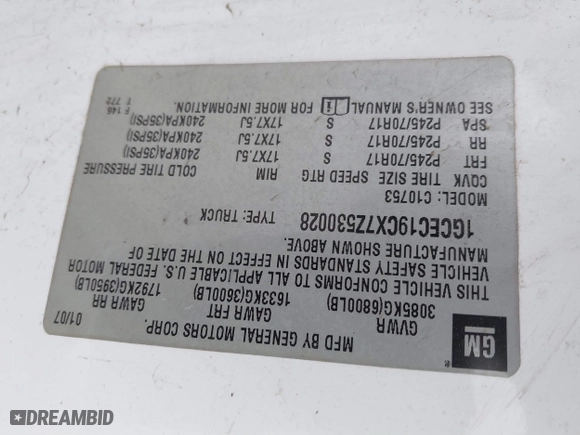 GM
MFD BY GENERAL MOTORS CORP.
01/07
GVWR GAWR FRT GAWR RR
3085KG(6800LB) 1633KG(3600LB) 1792KG(3950LB)
THIS VEHICLE CONFORMS TO ALL APPLICABLE U.S. FEDERAL MOTOR
VEHICLE SAFETY STANDARDS IN EFFECT ON THE DATE OF
MANUFACTURE SHOWN ABOVE.
1GCEC19CX7Z530028 TYPE: TRUCK
MODEL: C10753
CQVK TIRE SIZE SPEED RTG RIM COLD TIRE PRESSURE
FRT P245/70R17 S 17X7.5J 240KPA(35PSI)
RR P245/70R17 S 17X7.5J 240KPA(35PSI)
SPA P245/70R17 S 17X7.5J 240KPA(35PSI)
SEE OWNER'S MANUAL FOR MORE INFORMATION.
F 146
T 772
DREAMBID